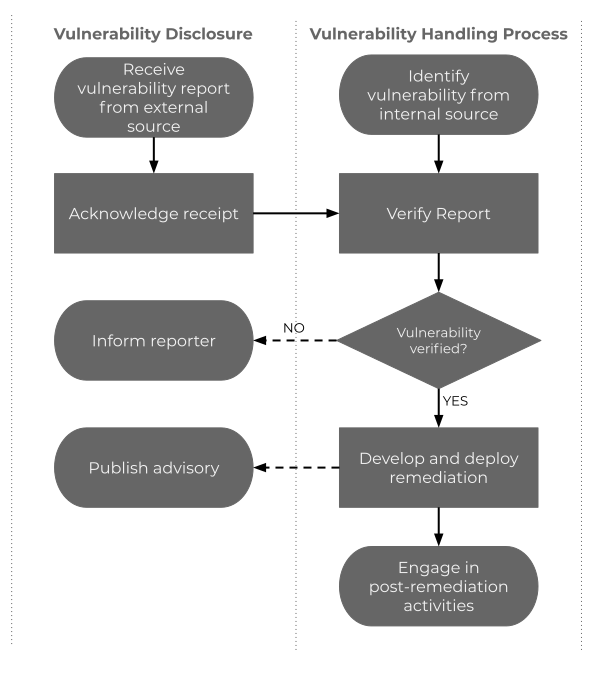 Vulnerability Disclosure
Vulnerability Handling Process
Receive
vulnerability report
from external
source
Identify
vulnerability from
internal source
Acknowledge receipt
Verify Report
Inform reporter
NO
Vulnerability
verified?
YES
Publish advisory
Develop and deploy
remediation
Engage in
post-remediation
activities